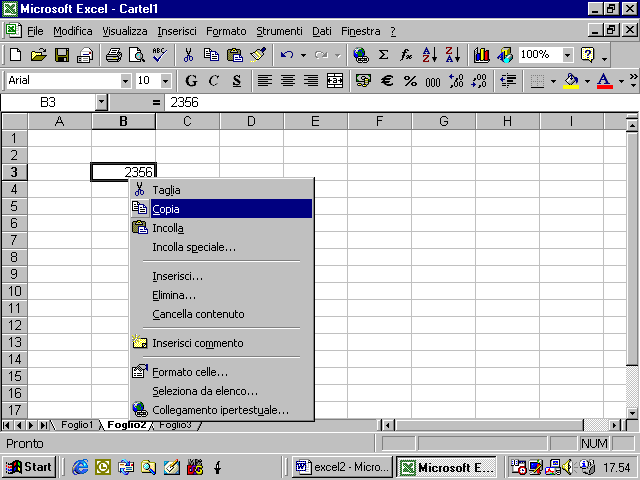 Microsoft Excel - Cartel1
File Modifica Visualizza Inserisci Formato Strumenti Dati Finestra ?
100%
Arial 10 G C S € % 000
B3 = 2356
A B C D E F G H I
1
2
3 2356
4 Taglia
5 Copia
6 Incolla
7 Incolla speciale...
8
9 Inserisci...
10 Elimina...
11 Cancella contenuto
12
13 Inserisci commento
14
15 Formato celle...
16 Seleziona da elenco...
17 Collegamento ipertestuale...
Foglio1 Foglio2 Foglio3
Pronto NUM
Start excel2 - Micro... Microsoft E... 17.54